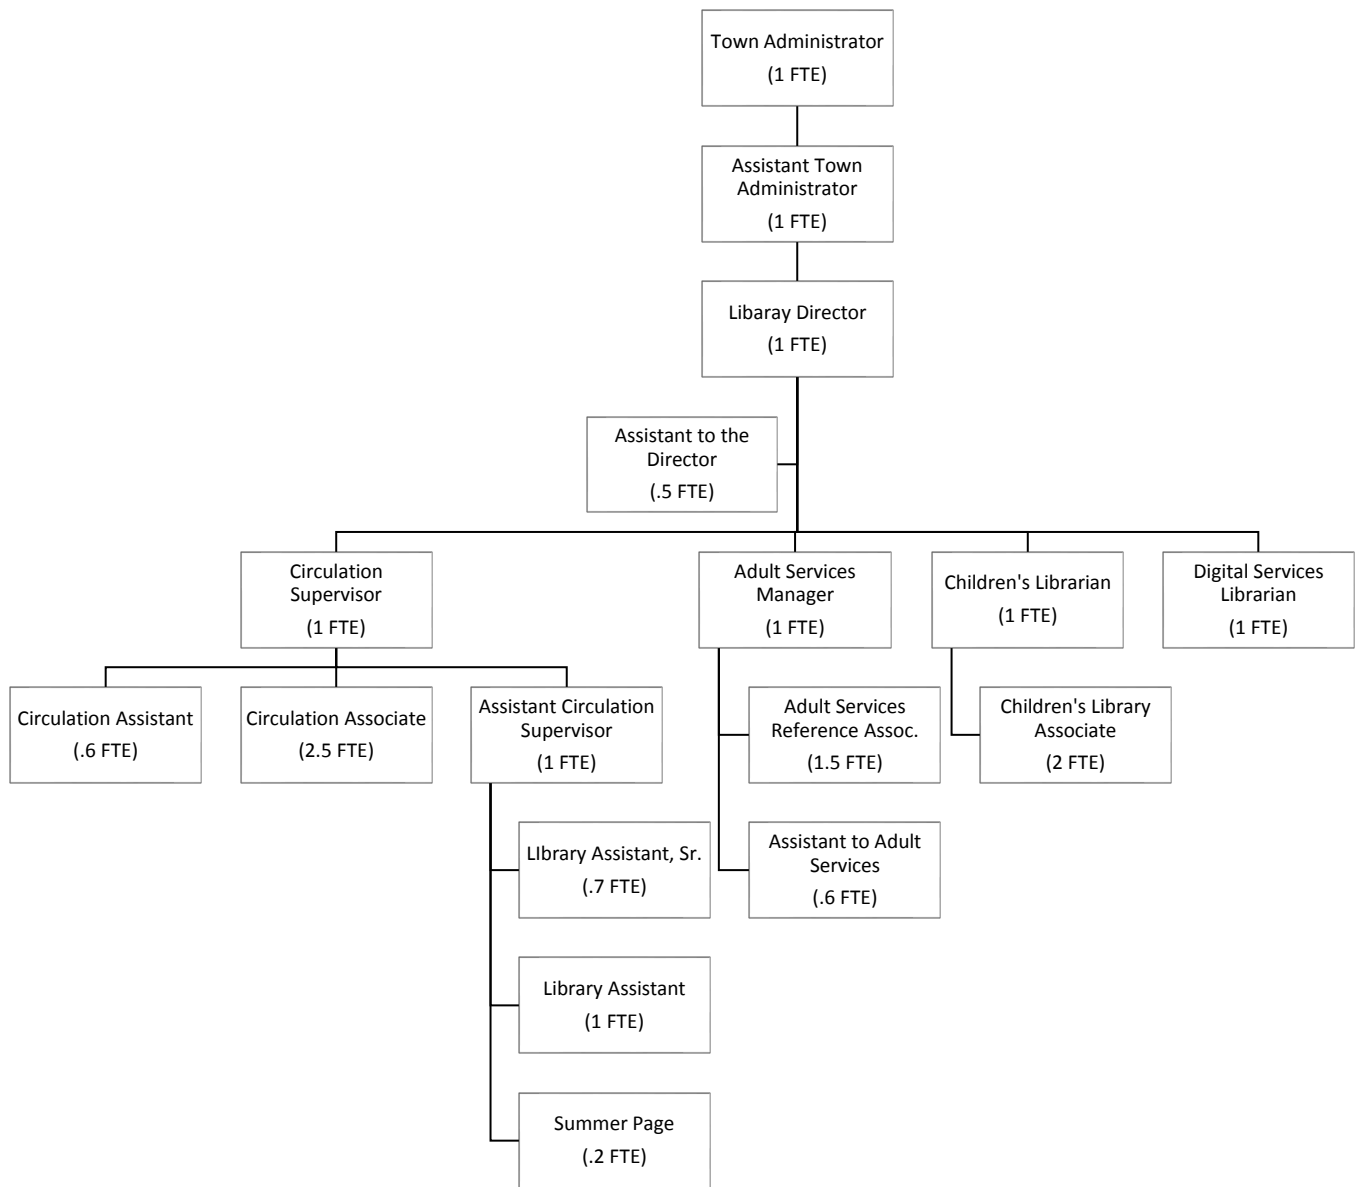 Town Administrator
(1 FTE)
Assistant Town
Administrator
(1 FTE)
Libaray Director
(1 FTE)
Assistant to the
Director
(.5 FTE)
Circulation
Supervisor
(1 FTE)
Adult Services
Manager
(1 FTE)
Children's Librarian
(1 FTE)
Digital Services
Librarian
(1 FTE)
Circulation Assistant
(.6 FTE)
Circulation Associate
(2.5 FTE)
Assistant Circulation
Supervisor
(1 FTE)
Adult Services
Reference Assoc.
(1.5 FTE)
Children's Library
Associate
(2 FTE)
LIbrary Assistant, Sr.
(.7 FTE)
Assistant to Adult
Services
(.6 FTE)
Library Assistant
(1 FTE)
Summer Page
(.2 FTE)